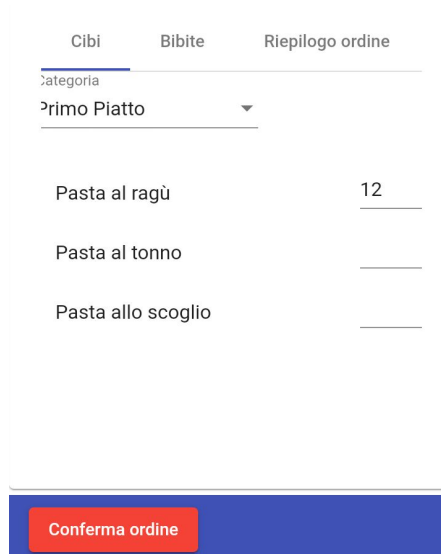 Cibi Bibite Riepilogo ordine
Categoria
Primo Piatto
Pasta al ragù 12
Pasta al tonno
Pasta allo scoglio
Conferma ordine